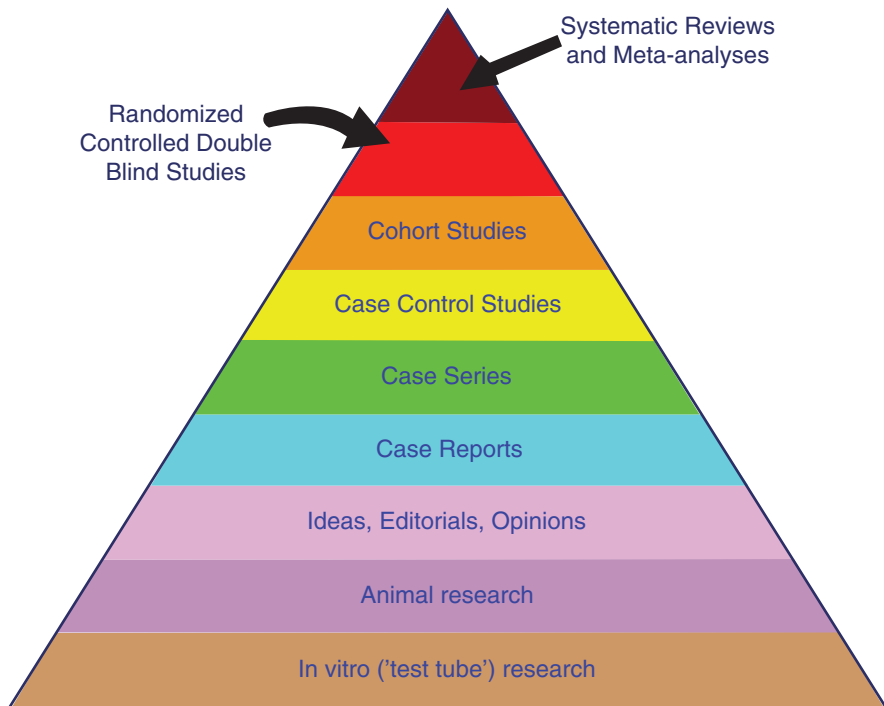 Systematic Reviews
and Meta-analyses
Randomized
Controlled Double
Blind Studies
Cohort Studies
Case Control Studies
Case Series
Case Reports
Ideas, Editorials, Opinions
Animal research
In vitro ('test tube') research